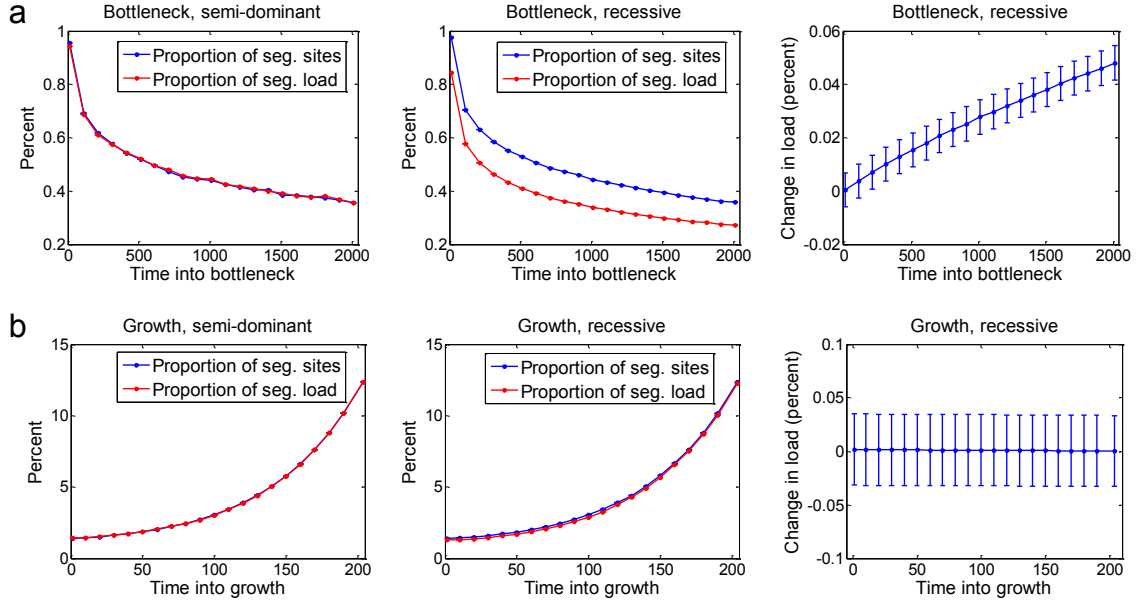 a
Bottleneck, semi-dominant
Percent
1
0.8
0.6
0.4
0.2
Proportion of seg. sites
Proportion of seg. load
0 500 1000 1500 2000
Time into bottleneck
Bottleneck, recessive
Percent
1
0.8
0.6
0.4
0.2
Proportion of seg. sites
Proportion of seg. load
0 500 1000 1500 2000
Time into bottleneck
Bottleneck, recessive
Change in load (percent)
0.06
0.04
0.02
0
-0.02
0 500 1000 1500 2000
Time into bottleneck
b
Growth, semi-dominant
Percent
15
10
5
0
Proportion of seg. sites
Proportion of seg. load
0 50 100 150 200
Time into growth
Growth, recessive
Percent
15
10
5
0
Proportion of seg. sites
Proportion of seg. load
0 50 100 150 200
Time into growth
Growth, recessive
Change in load (percent)
0.1
0.05
0
-0.05
-0.1
0 50 100 150 200
Time into growth